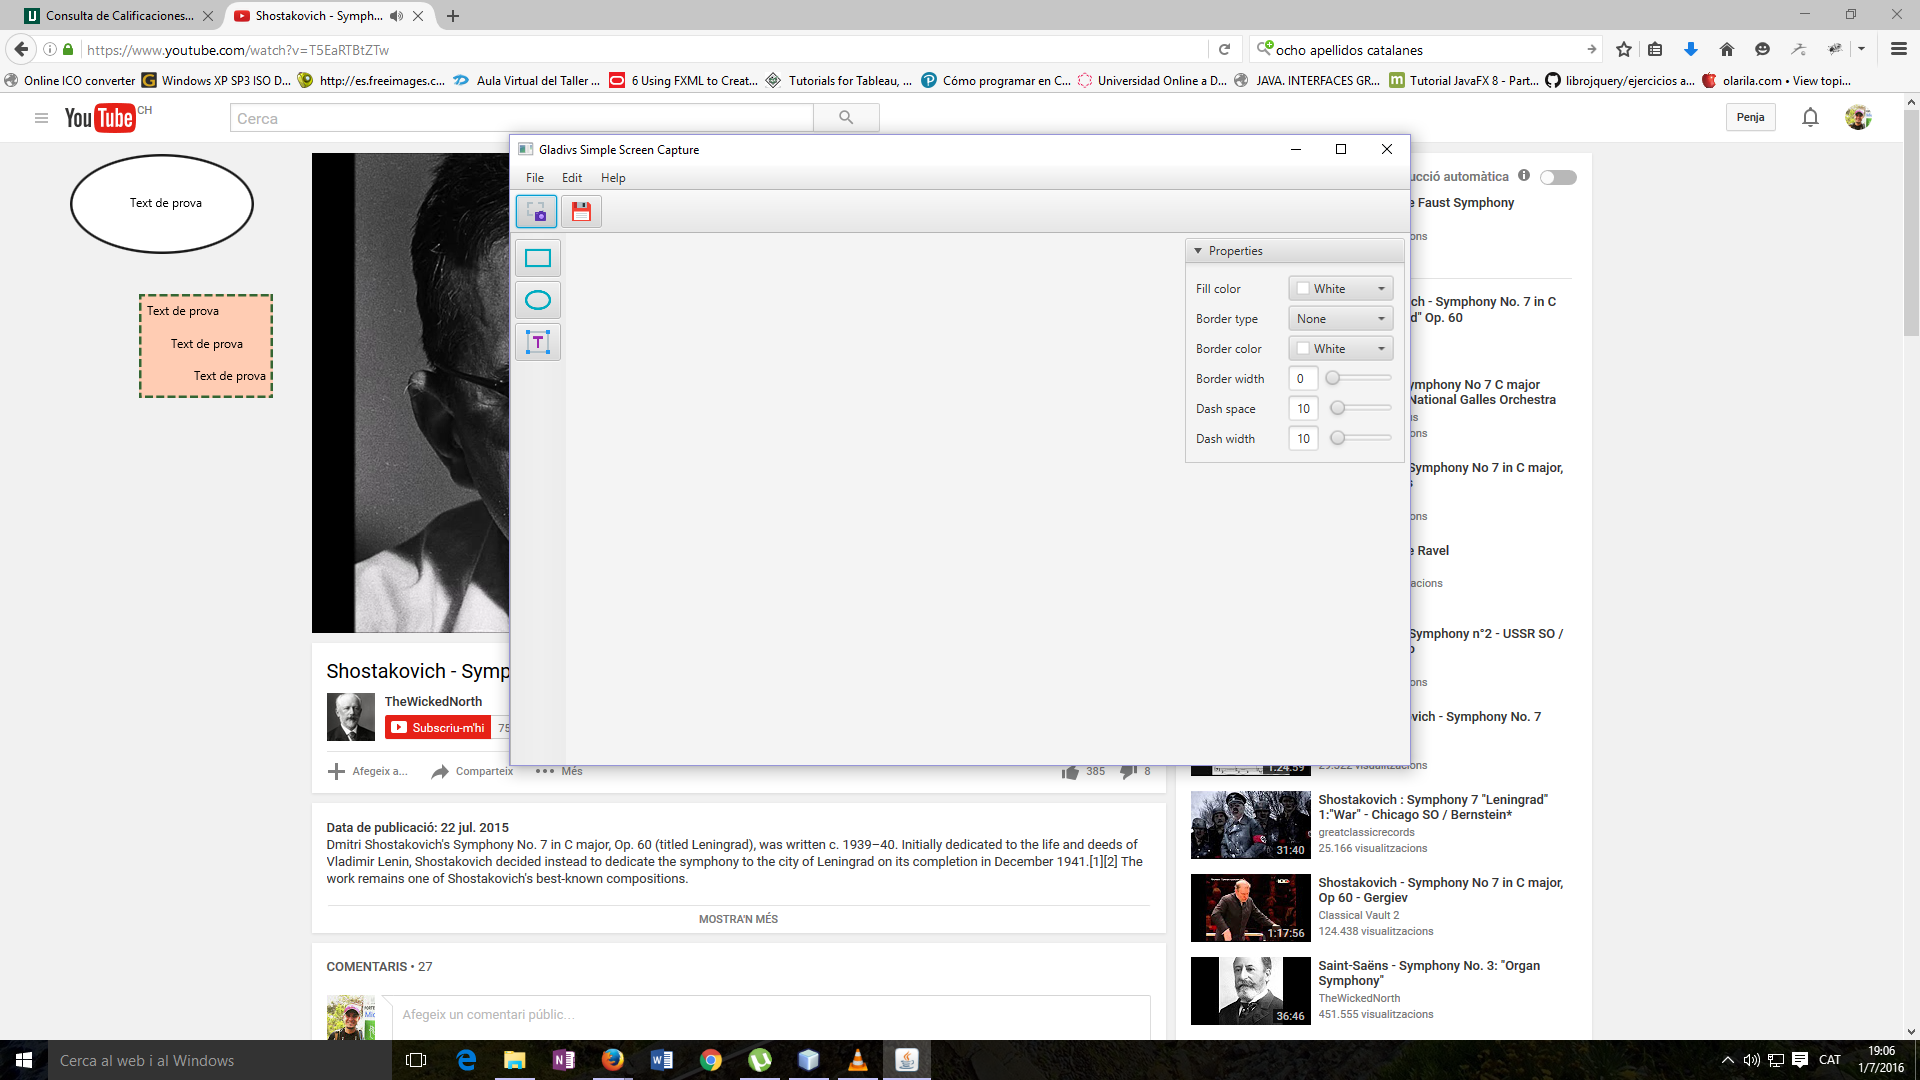 Consulta de Calificaciones...
Shostakovich - Symph...
https://www.youtube.com/watch?v=T5EaRTBtZTw
ocho apellidos catalanes
Online ICO converter
Windows XP SP3 ISO D...
http://es.freeimages.c...
Aula Virtual del Taller ...
6 Using FXML to Creat...
Tutorials for Tableau, ...
Cómo programar en C...
Universidad Online a D...
JAVA. INTERFACES GR...
Tutorial JavaFX 8 - Part...
librojquery/ejercicios a...
olarila.com • View topi...
YouTube CH
Cerca
Penja
Text de prova
Text de prova
Text de prova
Text de prova
Gladivs Simple Screen Capture
File
Edit
Help
Properties
Fill color
White
Border type
None
Border color
White
Border width
0
Dash space
10
Dash width
10
ucció automàtica
e Faust Symphony
ons
ch - Symphony No. 7 in C
d" Op. 60
ymphony No 7 C major
National Galles Orchestra
us
ons
Symphony No 7 in C major,
ons
e Ravel
acions
Symphony n°2 - USSR SO /
ons
vich - Symphony No. 7
1:24:59
29.322 visualitzacions
Shostakovich : Symphony 7 "Leningrad"
1:"War" - Chicago SO / Bernstein*
greatclassicrecords
25.166 visualitzacions
31:40
Shostakovich - Symphony No 7 in C major,
Op 60 - Gergiev
Classical Vault 2
124.438 visualitzacions
1:17:56
Saint-Saëns - Symphony No. 3: "Organ
Symphony"
TheWickedNorth
451.555 visualitzacions
36:46
Shostakovich - Symp
TheWickedNorth
Subscriu-m'hi
75
Afegeix a...
Comparteix
Més
385
8
Data de publicació: 22 jul. 2015
Dmitri Shostakovich's Symphony No. 7 in C major, Op. 60 (titled Leningrad), was written c. 1939–40. Initially dedicated to the life and deeds of
Vladimir Lenin, Shostakovich decided instead to dedicate the symphony to the city of Leningrad on its completion in December 1941.[1][2] The
work remains one of Shostakovich's best-known compositions.
MOSTRA'N MÉS
COMENTARIS • 27
Afegeix un comentari públic...
Cerca al web i al Windows
CAT
19:06
1/7/2016